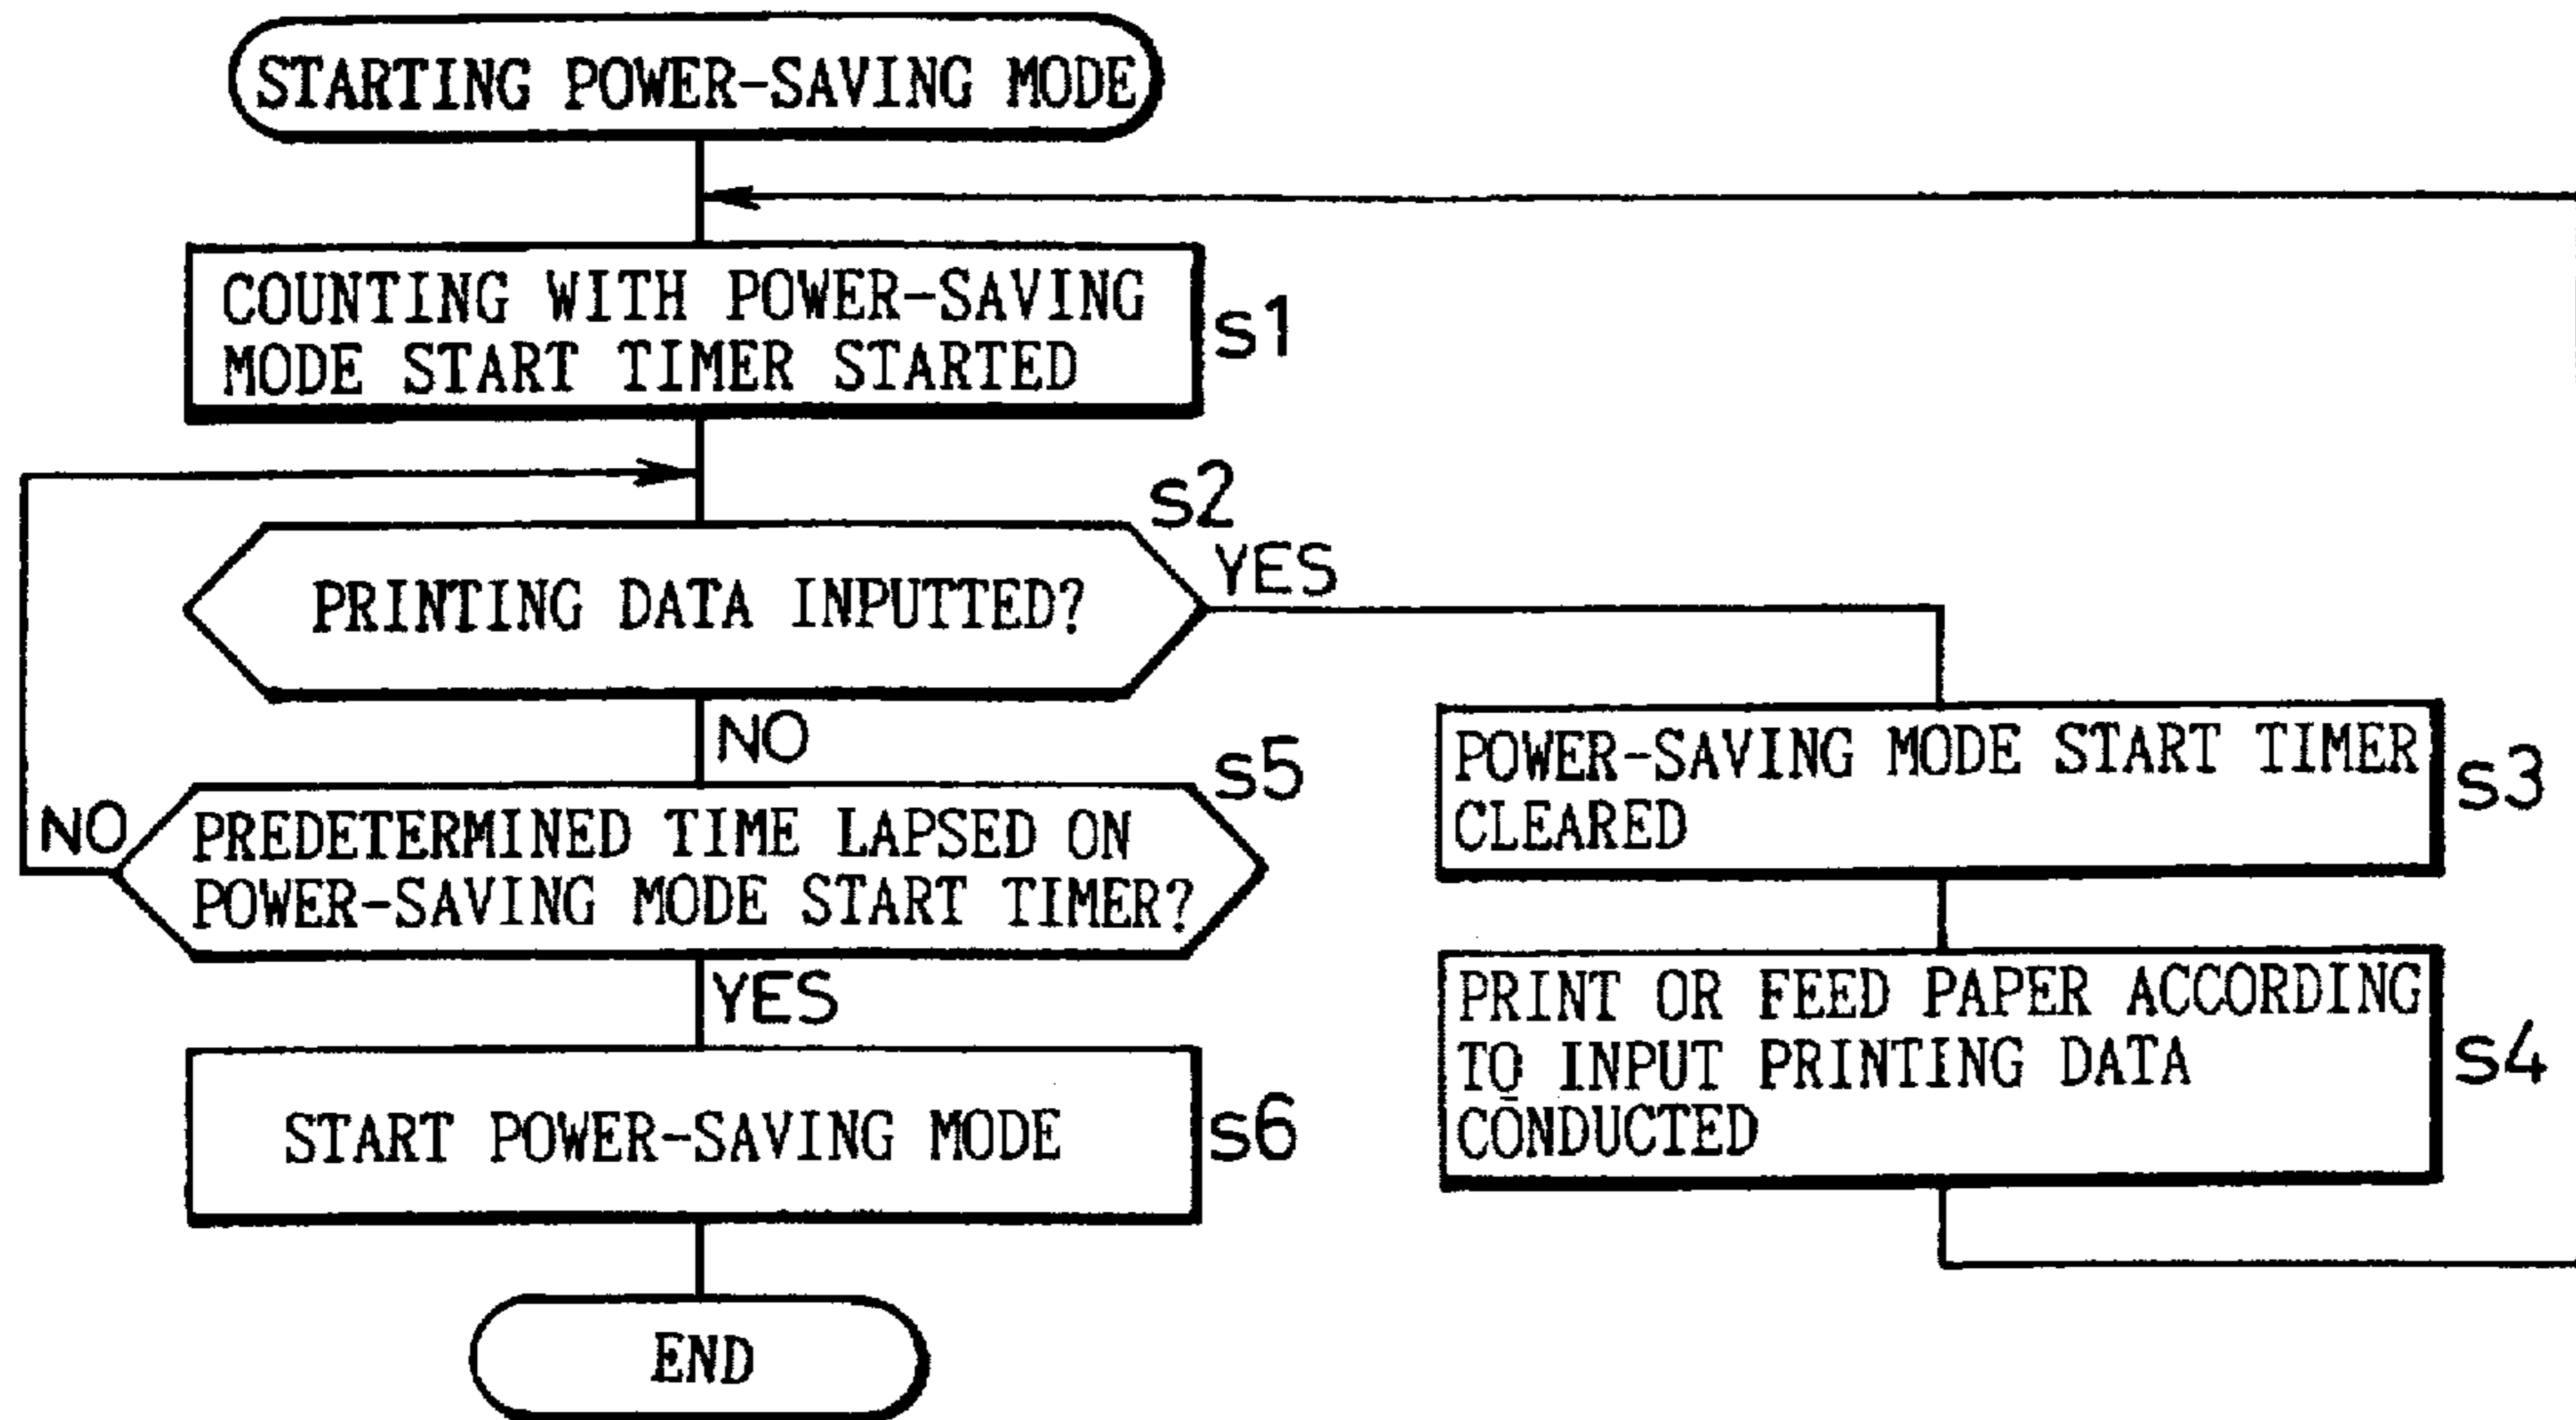 STARTING POWER-SAVING MODE
COUNTING WITH POWER-SAVING
MODE START TIMER STARTED
s1
s2
PRINTING DATA INPUTTED?
YES
NO
s5
PREDETERMINED TIME LAPSED ON
POWER-SAVING MODE START TIMER?
NO
YES
START POWER-SAVING MODE
s6
END
POWER-SAVING MODE START TIMER
CLEARED
s3
PRINT OR FEED PAPER ACCORDING
TO INPUT PRINTING DATA
CONDUCTED
s4